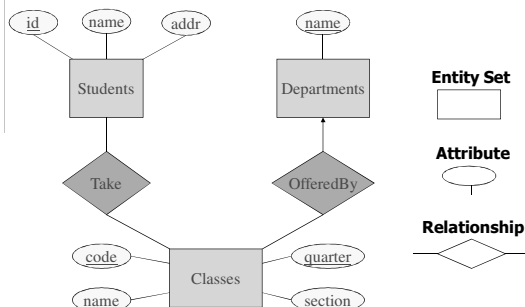 id name addr name
Students Departments
Entity Set
Attribute
Take OfferedBy
Relationship
code quarter
Classes
name section